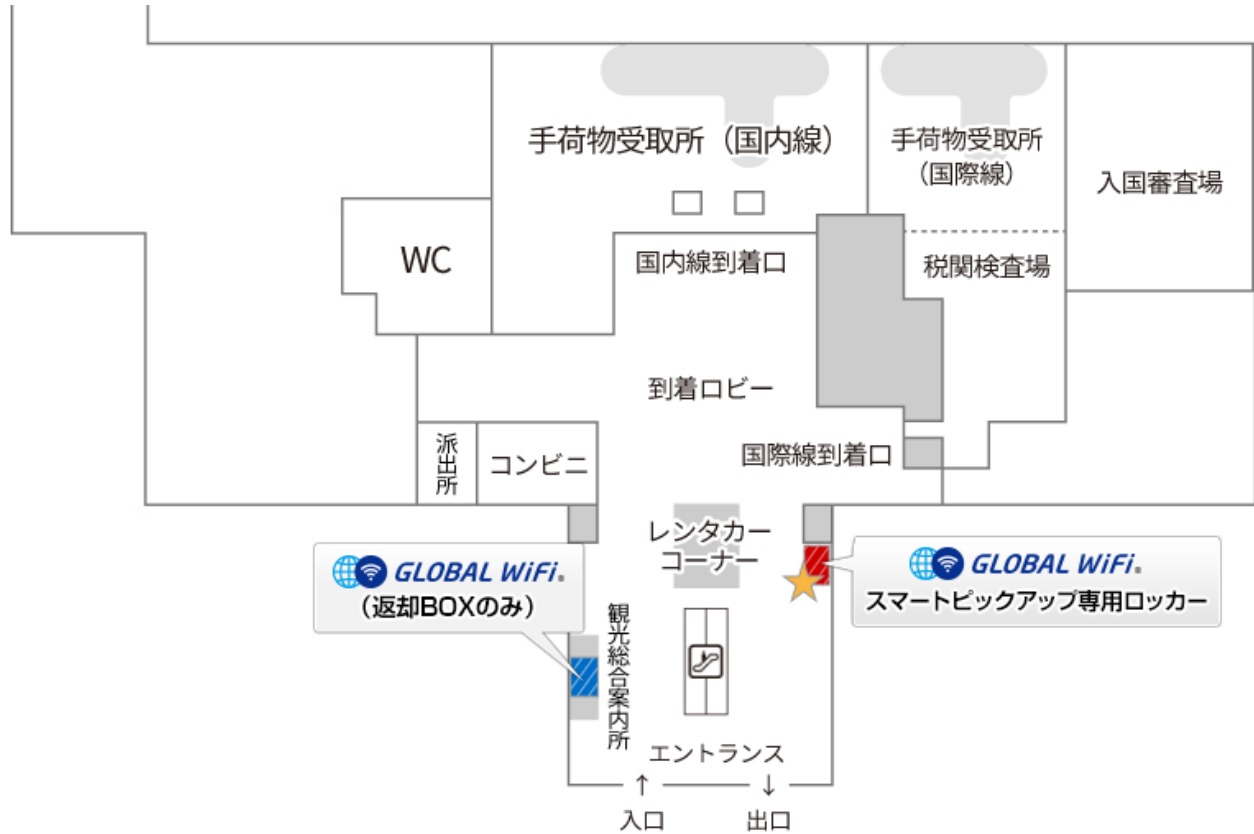 手荷物受取所（国内線）
手荷物受取所
（国際線）
入国審査場
WC
国内線到着口
税関検査場
到着ロビー
派出所
コンビニ
国際線到着口
レンタカー
コーナー
GLOBAL WiFi®
（返却BOXのみ）
GLOBAL WiFi®
スマートピックアップ専用ロッカー
観光総合案内所
エントランス
↑ ↓
入口 出口